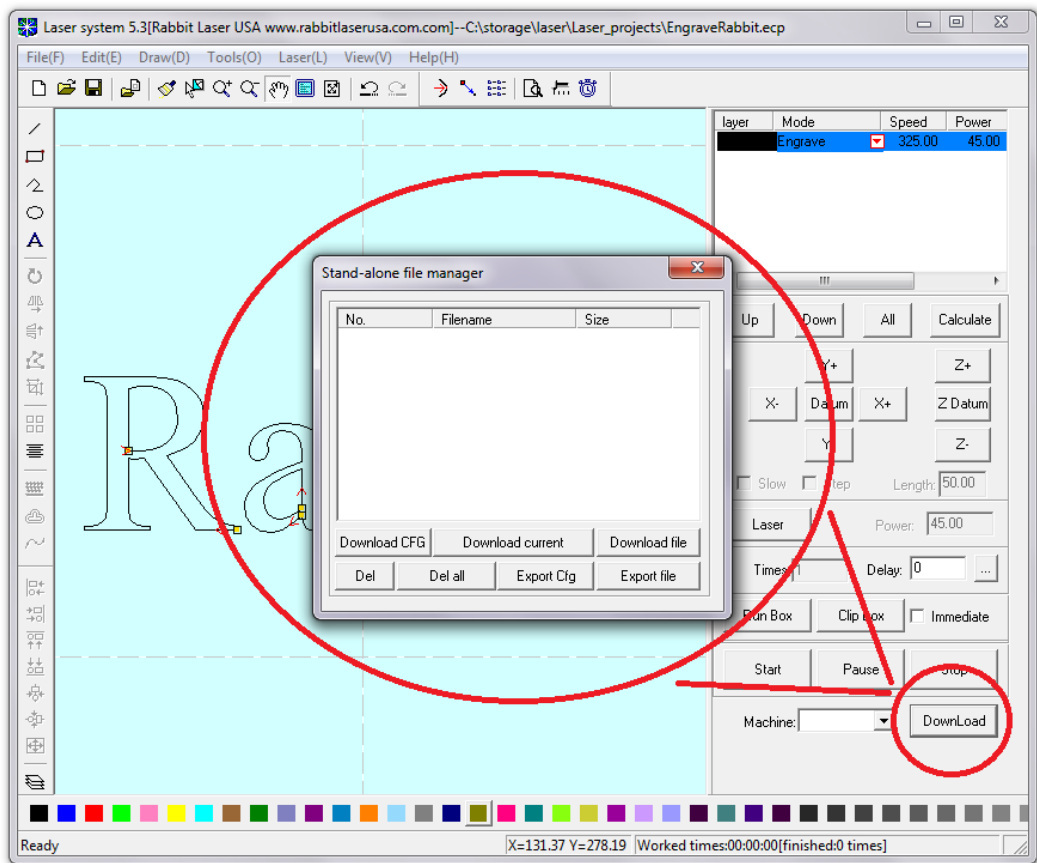 Laser system 5.3[Rabbit Laser USA www.rabbitlaserusa.com.com]--C:\storage\laser\Laser_projects\EngraveRabbit.ecp
File(F) Edit(E) Draw(D) Tools(O) Laser(L) View(V) Help(H)
layer Mode Speed Power
Engrave 325.00 45.00
A
Stand-alone file manager
No. Filename Size
Up Down All Calculate
Y+ Z+
X- Datum X+ Z Datum
Y- Z-
Ra
Slow Step Length: 50.00
Download CFG Download current Download file
Laser Power: 45.00
Del Del all Export Cfg Export file
Times: 1 Delay: 0 ...
Run Box Clip Box Immediate
Start Pause Stop
Machine: DownLoad
Ready X=131.37 Y=278.19 Worked times:00:00:00[finished:0 times]